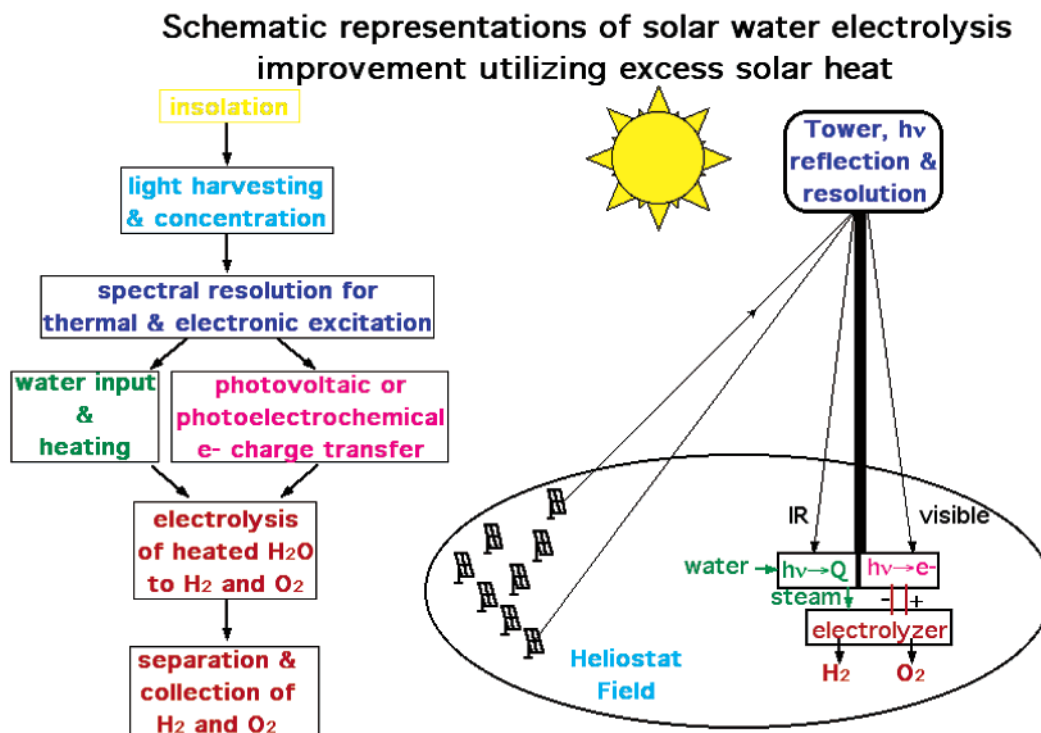 Schematic representations of solar water electrolysis
improvement utilizing excess solar heat
insolation
light harvesting
& concentration
spectral resolution for
thermal & electronic excitation
water input
&
heating
photovoltaic or
photoelectrochemical
e- charge transfer
electrolysis
of heated H₂O
to H₂ and O₂
separation &
collection of
H₂ and O₂
Tower, hν
reflection &
resolution
IR
visible
water
hν→Q
hν→e-
steam
- +
electrolyzer
H₂
O₂
Heliostat
Field